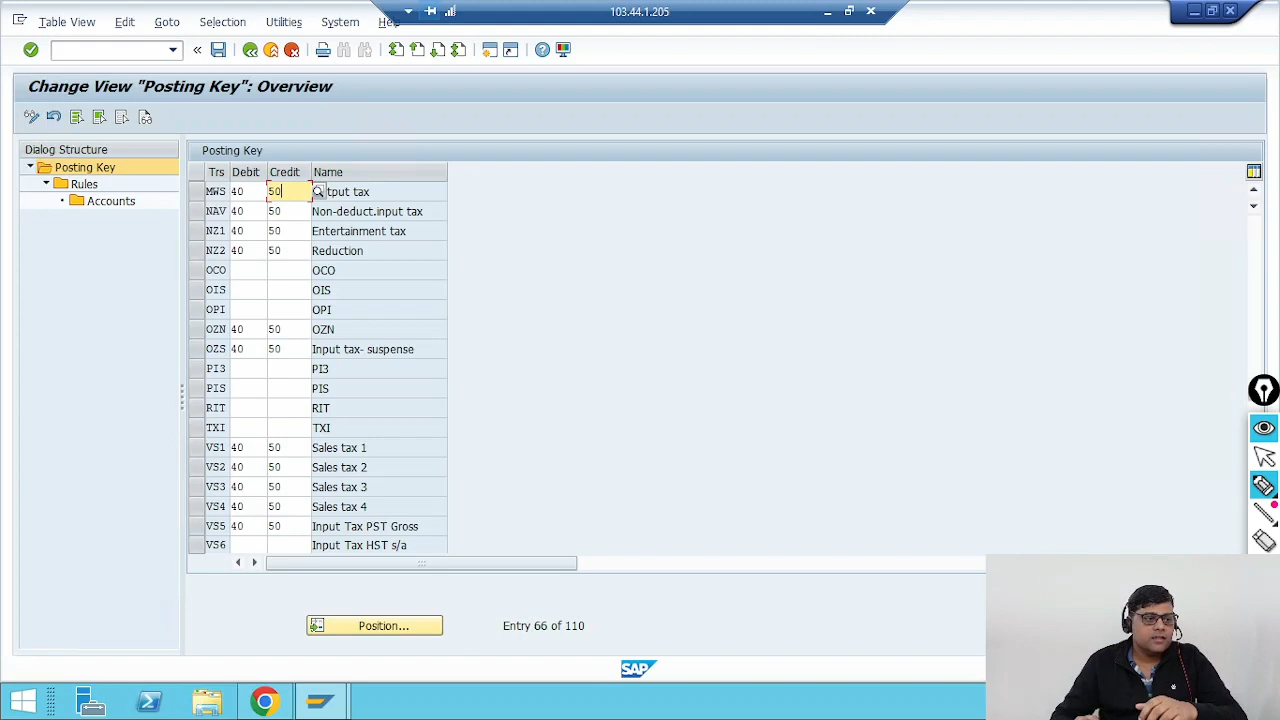 Table View Edit Goto Selection Utilities System Help
103.44.1.205
Change View "Posting Key": Overview
Dialog Structure
Posting Key
Rules
Accounts
Posting Key
Trs Debit Credit Name
MWS 40 50 tput tax
NAV 40 50 Non-deduct.input tax
NZ1 40 50 Entertainment tax
NZ2 40 50 Reduction
OCO OCO
OIS OIS
OPI OPI
OZN 40 50 OZN
OZS 40 50 Input tax- suspense
PI3 PI3
PIS PIS
RIT RIT
TXI TXI
VS1 40 50 Sales tax 1
VS2 40 50 Sales tax 2
VS3 40 50 Sales tax 3
VS4 40 50 Sales tax 4
VS5 40 50 Input Tax PST Gross
VS6 Input Tax HST s/a
Position... Entry 66 of 110
SAP